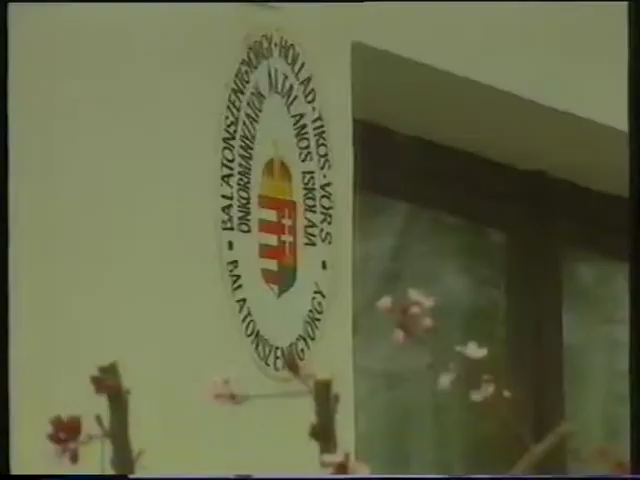 BALATONSZENTGYÖRGY · HOLLÁD · TIKOS · VÖRS
ÖNKORMÁNYZATOK ÁLTALÁNOS ISKOLÁJA
BALATONSZENTGYÖRGY